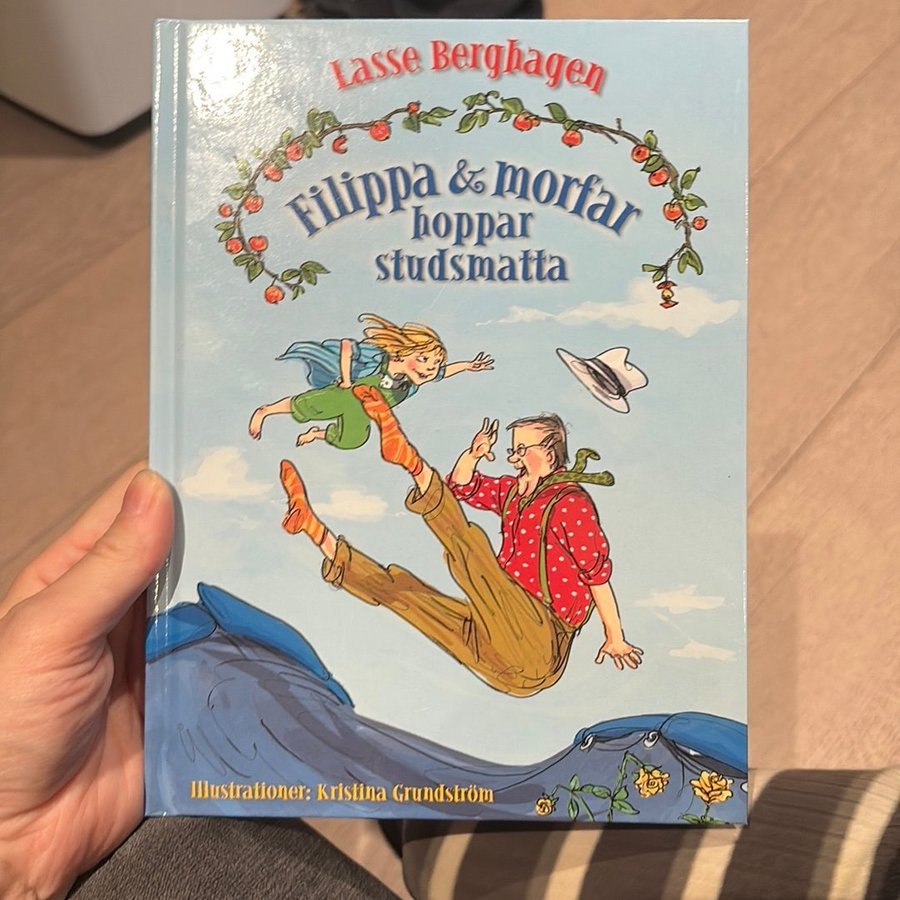 Lasse Berghagen
Filippa & morfar
hoppar
studsmatta
Illustrationer: Kristina Grundström